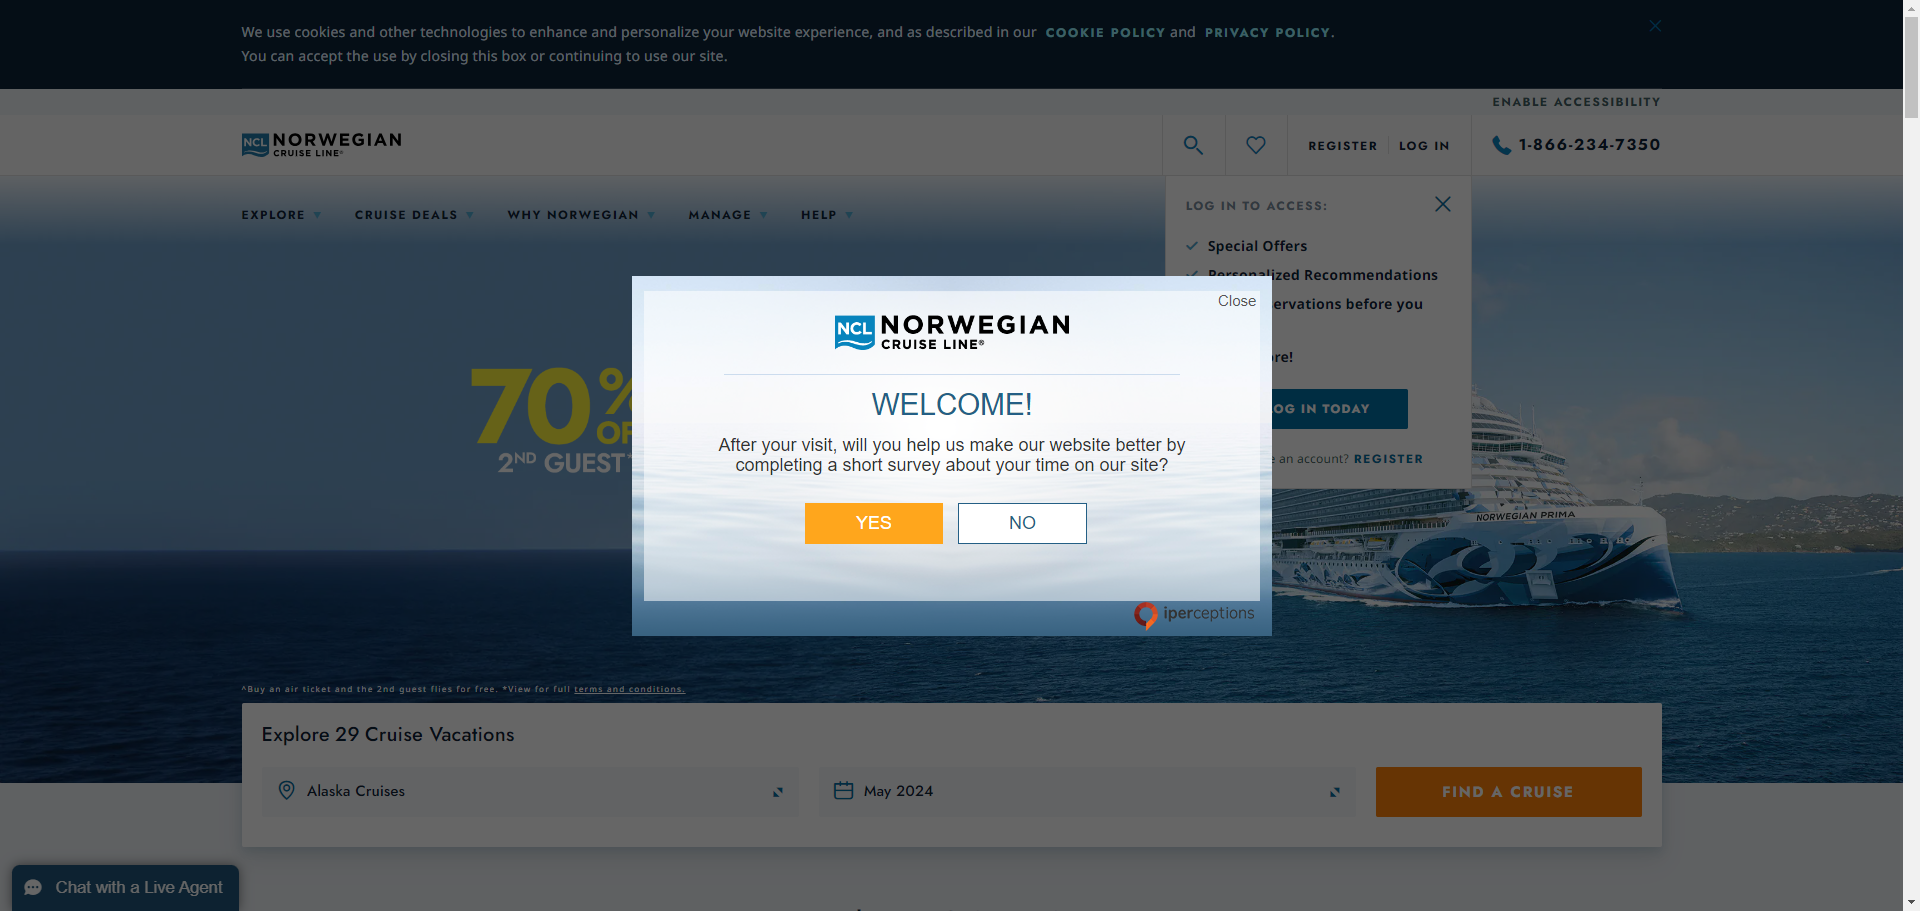 We use cookies and other technologies to enhance and personalize your website experience, and as described in our COOKIE POLICY and PRIVACY POLICY.
You can accept the use by closing this box or continuing to use our site.
ENABLE ACCESSIBILITY
NCL NORWEGIAN
CRUISE LINE®
REGISTER
LOG IN
1-866-234-7350
EXPLORE
CRUISE DEALS
WHY NORWEGIAN
MANAGE
HELP
LOG IN TO ACCESS:
Special Offers
Personalized Recommendations
ervations before you
re!
OG IN TODAY
e an account? REGISTER
70%
OF
2ND GUEST*
Close
NCL NORWEGIAN
CRUISE LINE®
WELCOME!
After your visit, will you help us make our website better by
completing a short survey about your time on our site?
YES
NO
iperceptions
NORWEGIAN PRIMA
^Buy an air ticket and the 2nd guest flies for free. *View for full terms and conditions.
Explore 29 Cruise Vacations
Alaska Cruises
May 2024
FIND A CRUISE
Chat with a Live Agent